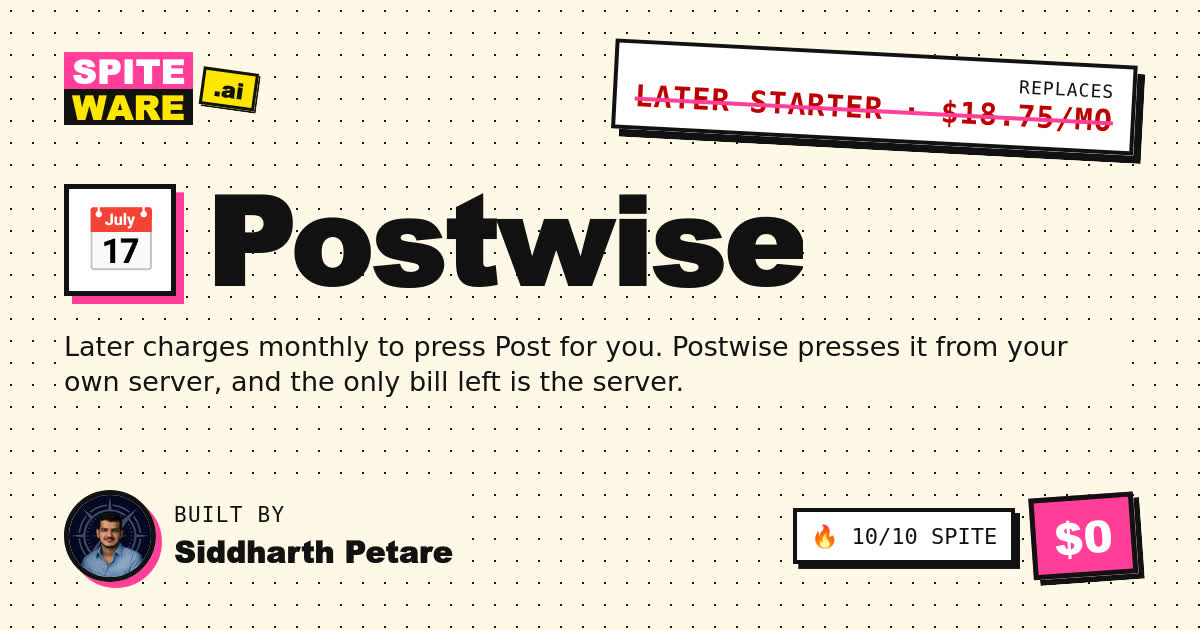 SPITE
WARE
.ai
REPLACES
LATER STARTER · $18.75/MO
July
17
Postwise
Later charges monthly to press Post for you. Postwise presses it from your
own server, and the only bill left is the server.
BUILT BY
Siddharth Petare
🔥 10/10 SPITE
$0